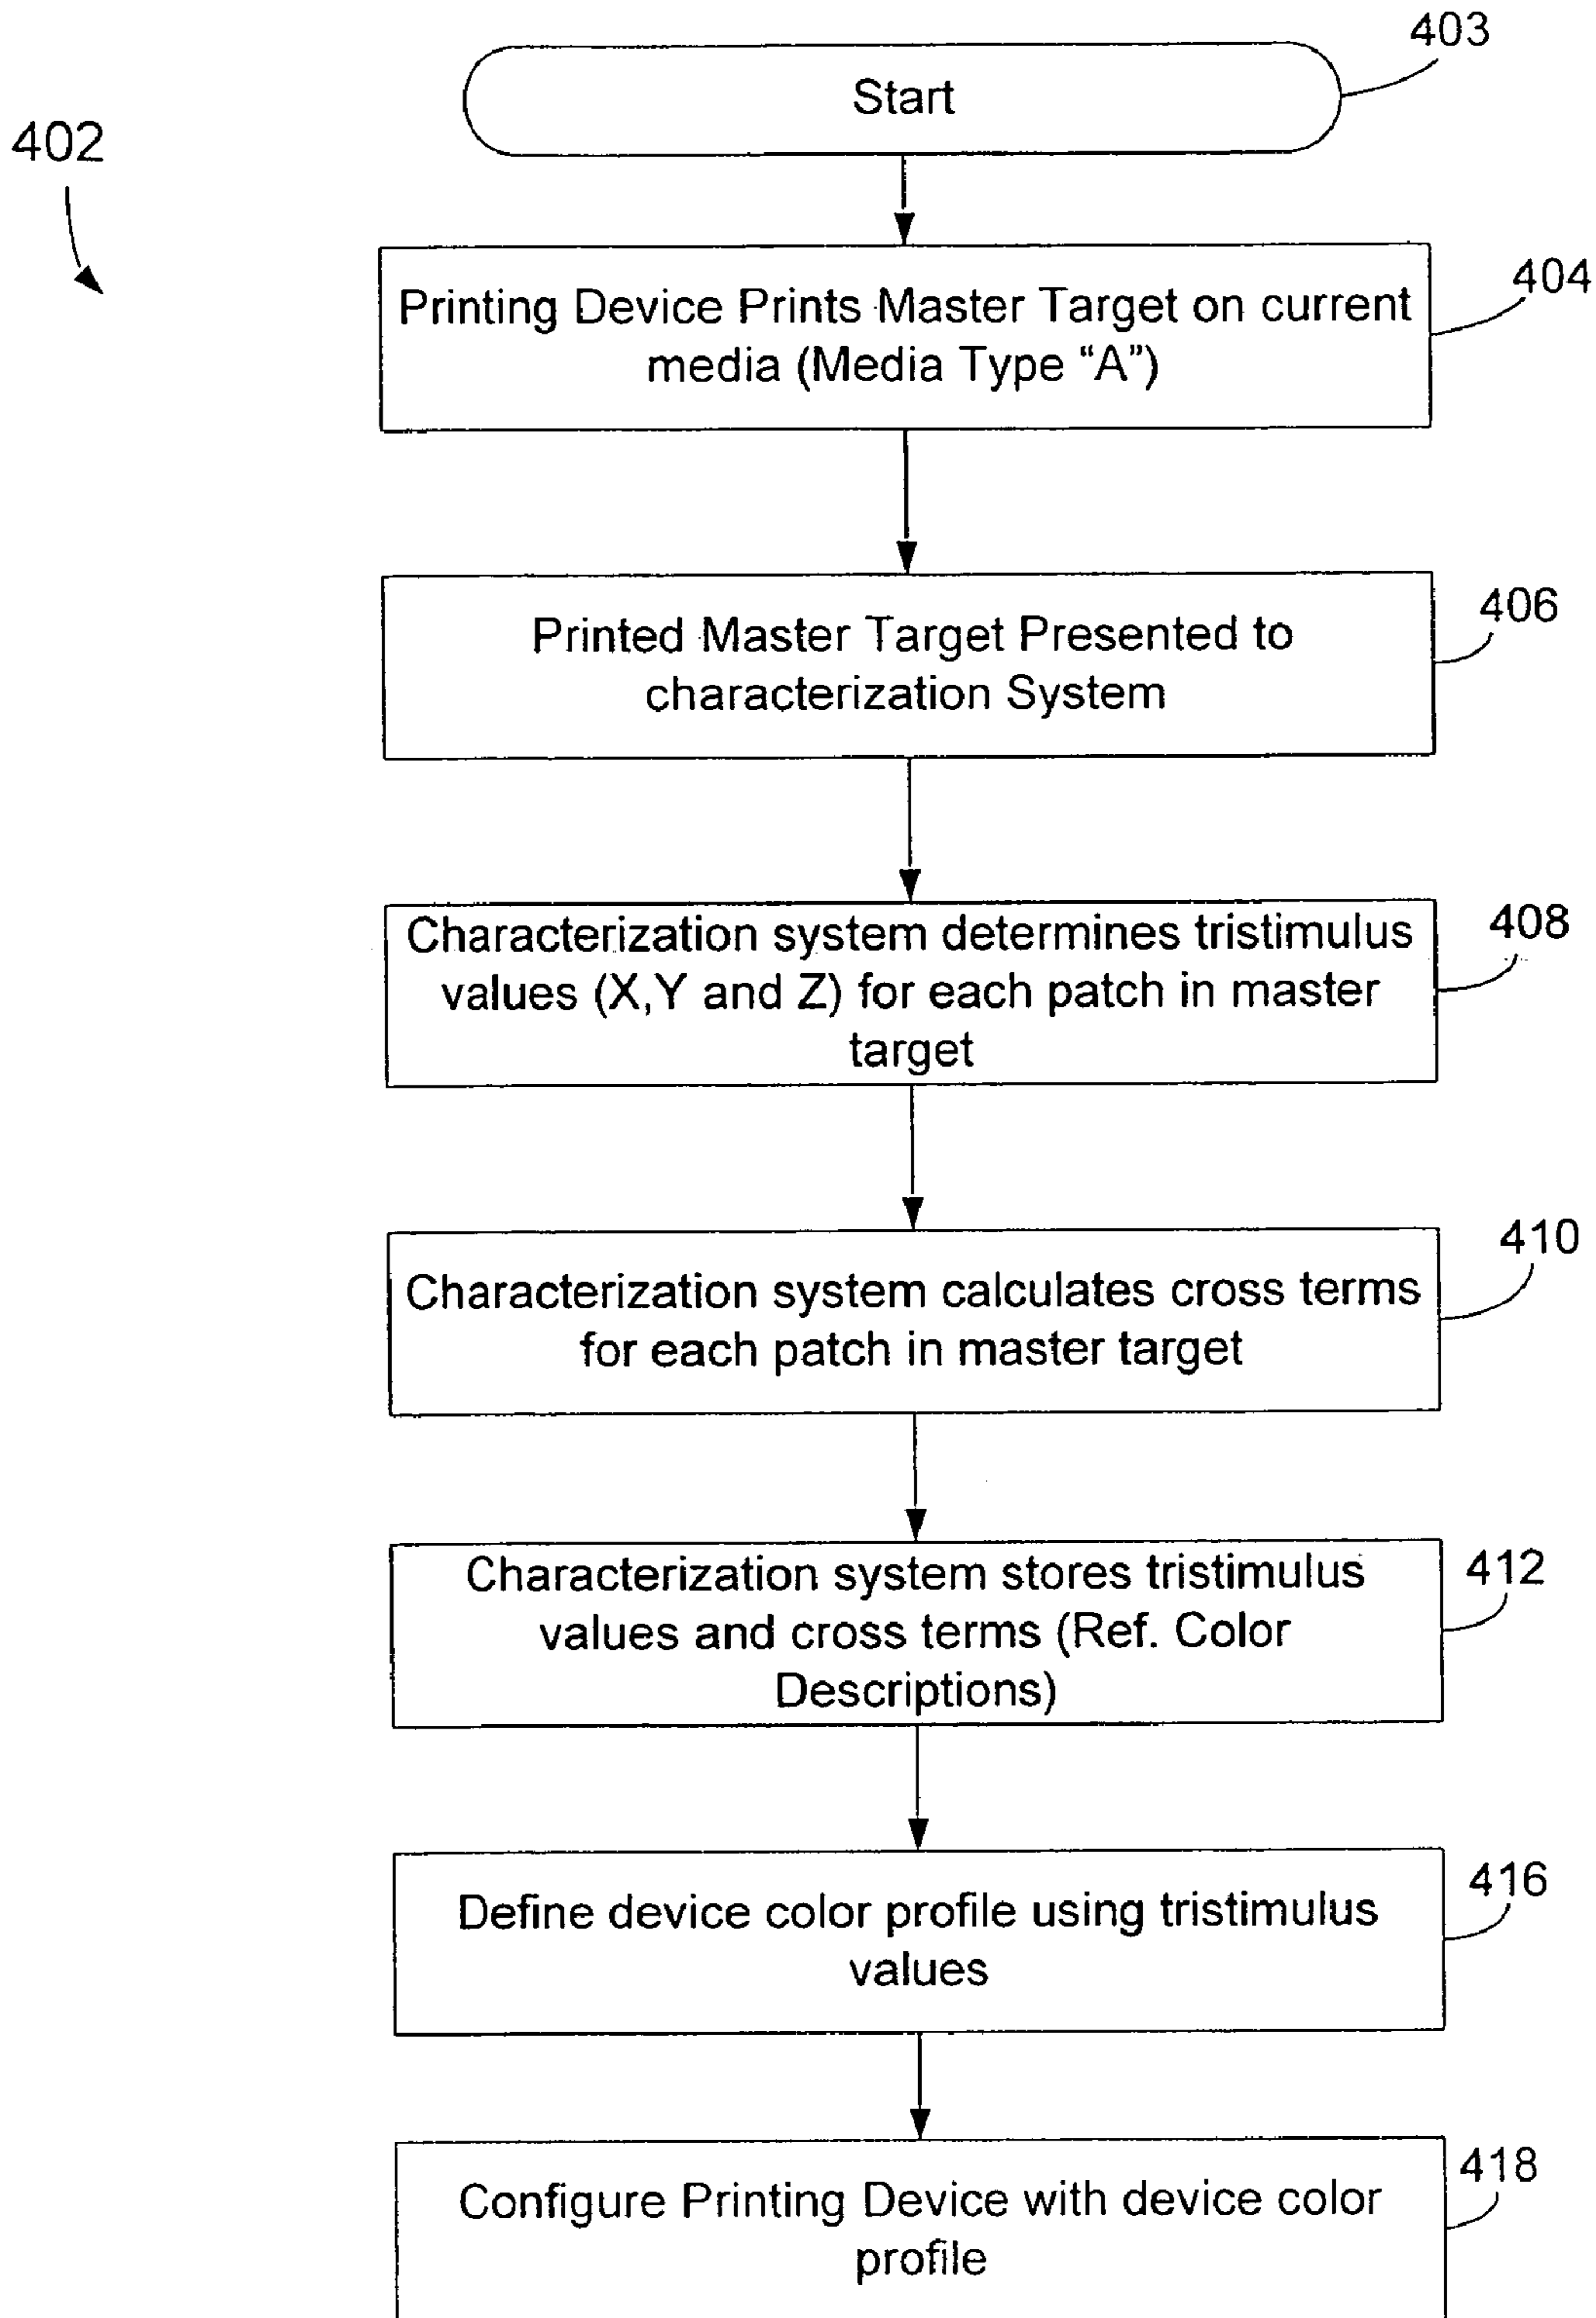 403
Start
402
404
Printing Device Prints Master Target on current
media (Media Type “A”)
406
Printed Master Target Presented to
characterization System
408
Characterization system determines tristimulus
values (X,Y and Z) for each patch in master
target
410
Characterization system calculates cross terms
for each patch in master target
412
Characterization system stores tristimulus
values and cross terms (Ref. Color
Descriptions)
416
Define device color profile using tristimulus
values
418
Configure Printing Device with device color
profile